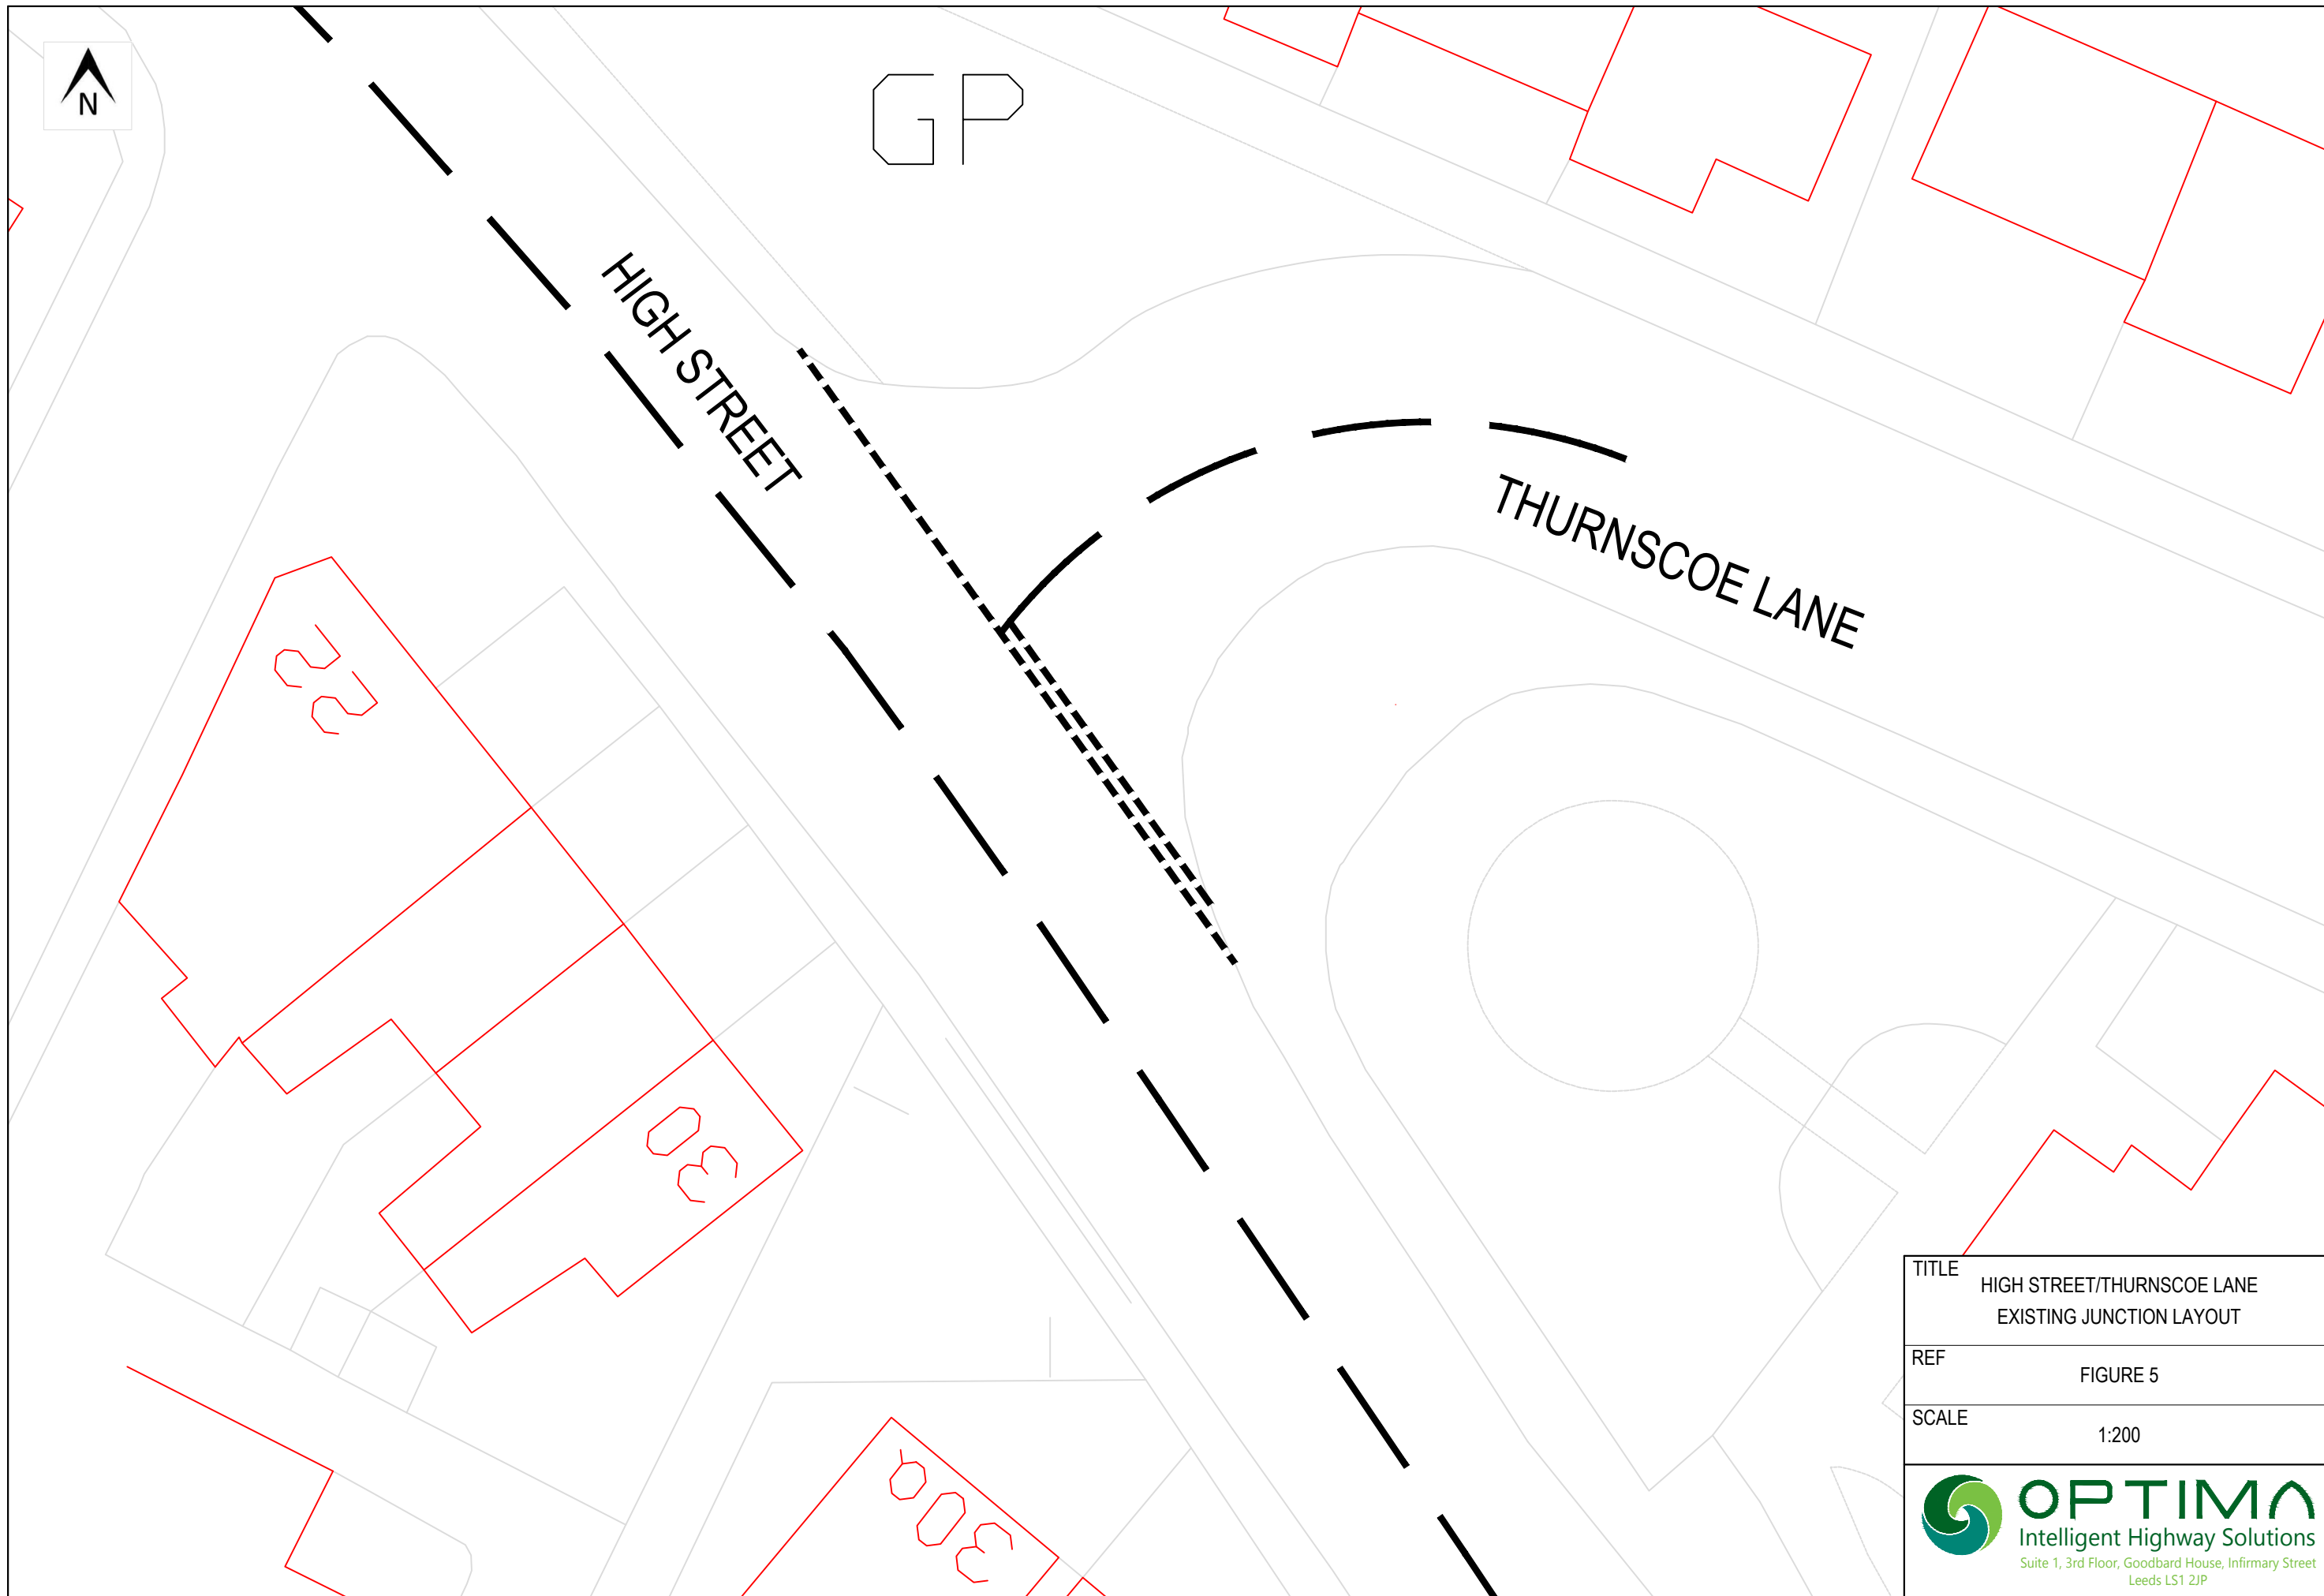 N
GP
HIGH STREET
THURNSCOE LANE
22
30
30a
TITLE
HIGH STREET/THURNSCOE LANE
EXISTING JUNCTION LAYOUT
REF
FIGURE 5
SCALE
1:200
OPTIMA
Intelligent Highway Solutions
Suite 1, 3rd Floor, Goodbard House, Infirmary Street
Leeds LS1 2JP